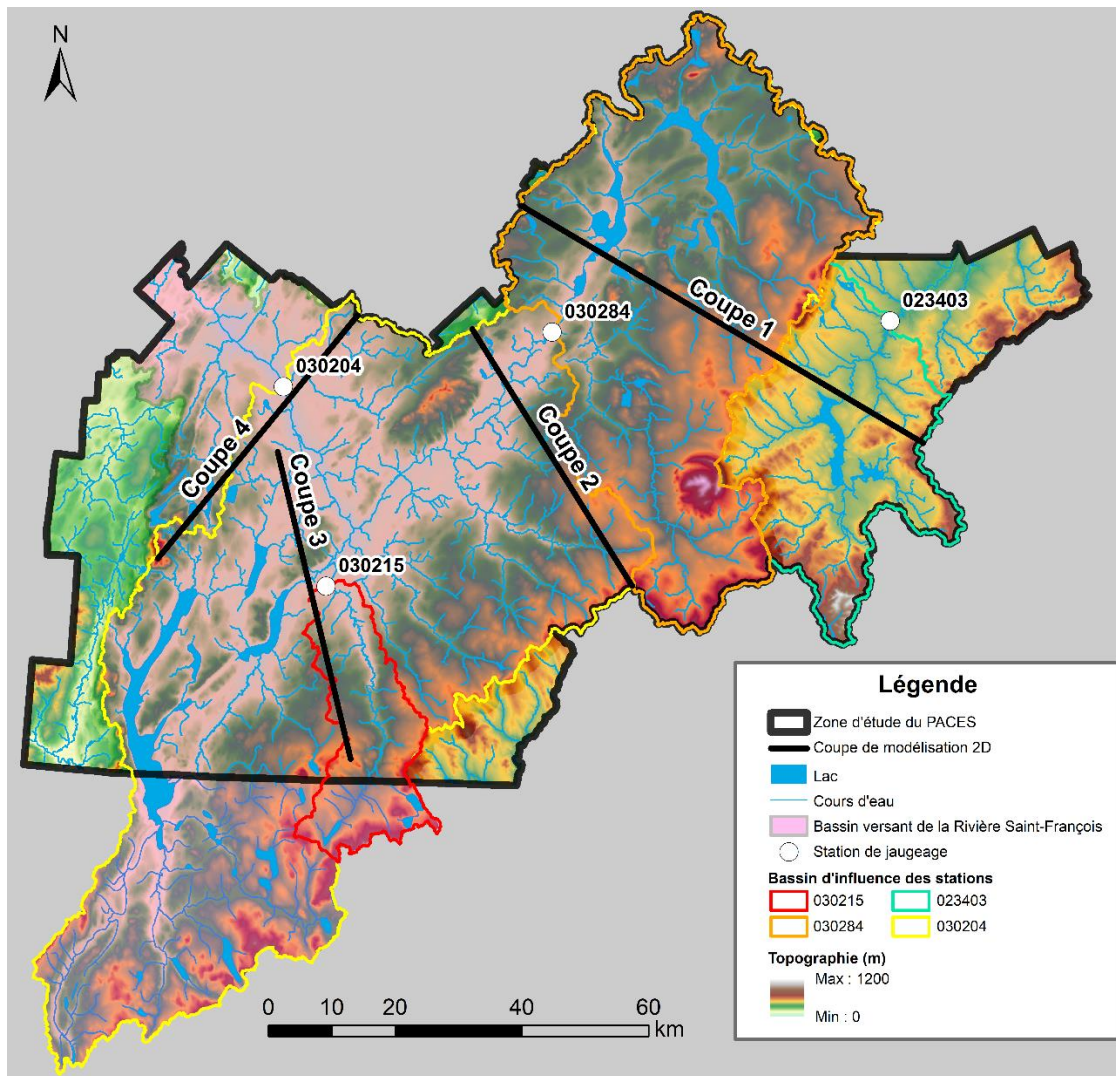 N
Coupe 1
023403
030284
030204
Coupe 2
Coupe 4
Coupe 3
030215
Légende
Zone d'étude du PACES
Coupe de modélisation 2D
Lac
Cours d'eau
Bassin versant de la Rivière Saint-François
Station de jaugeage
Bassin d'influence des stations
030215 023403
030284 030204
Topographie (m)
Max : 1200
Min : 0
0 10 20 40 60
km